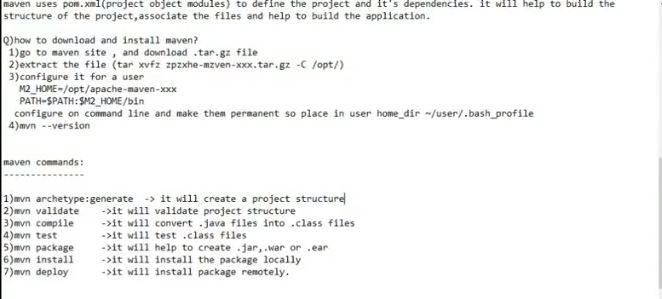 maven uses pom.xml(project object modules) to define the project and it's dependencies. it will help to build the
structure of the project,associate the files and help to build the application.
Q)how to download and install maven?
1)go to maven site , and download .tar.gz file
2)extract the file (tar xvfz zpzxhe-mzven-xxx.tar.gz -C /opt/)
3)configure it for a user
M2_HOME=/opt/apache-maven-xxx
PATH=$PATH:$M2_HOME/bin
configure on command line and make them permanent so place in user home_dir ~/user/.bash_profile
4)mvn --version
maven commands:
---------------
1)mvn archetype:generate -> it will create a project structure
2)mvn validate ->it will validate project structure
3)mvn compile ->it will convert .java files into .class files
4)mvn test ->it will test .class files
5)mvn package ->it will help to create .jar,.war or .ear
6)mvn install ->it will install the package locally
7)mvn deploy ->it will install package remotely.